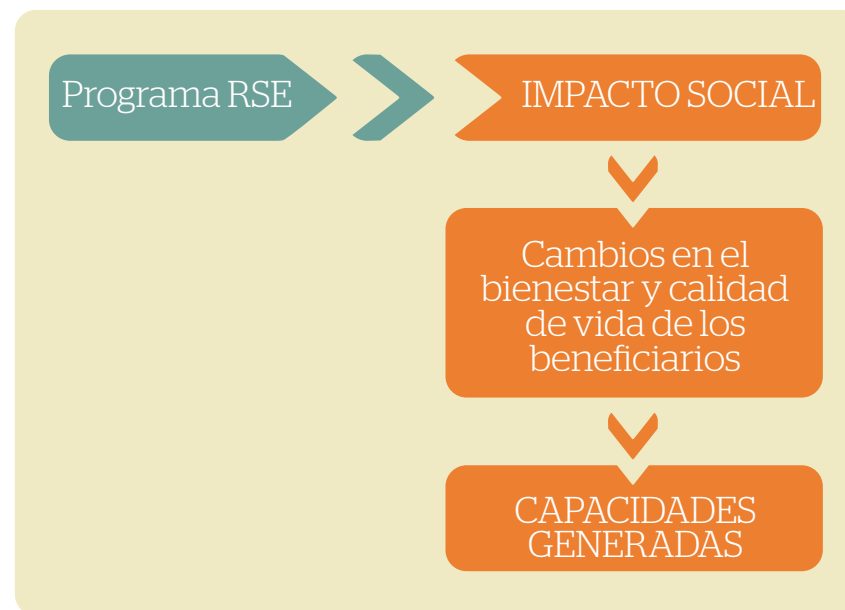 Programa RSE
IMPACTO SOCIAL
Cambios en el
bienestar y calidad
de vida de los
beneficiarios
CAPACIDADES
GENERADAS